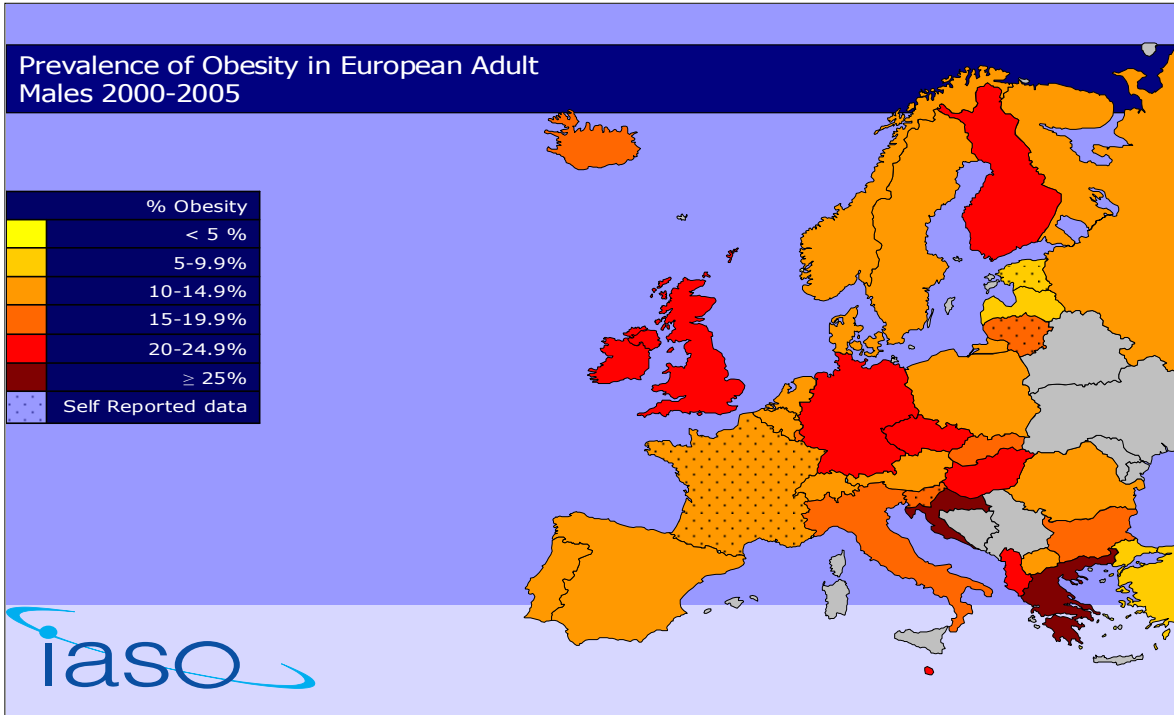 Prevalence of Obesity in European Adult
Males 2000-2005
% Obesity
< 5 %
5-9.9%
10-14.9%
15-19.9%
20-24.9%
≥ 25%
Self Reported data
iaso